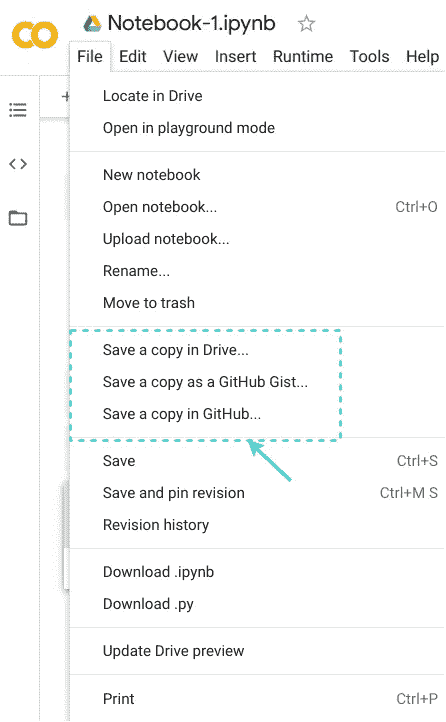 CO
Notebook-1.ipynb
File Edit View Insert Runtime Tools Help
+
Locate in Drive
Open in playground mode
New notebook
Open notebook... Ctrl+O
Upload notebook...
Rename...
Move to trash
Save a copy in Drive...
Save a copy as a GitHub Gist...
Save a copy in GitHub...
Save Ctrl+S
Save and pin revision Ctrl+M S
Revision history
Download .ipynb
Download .py
Update Drive preview
Print Ctrl+P